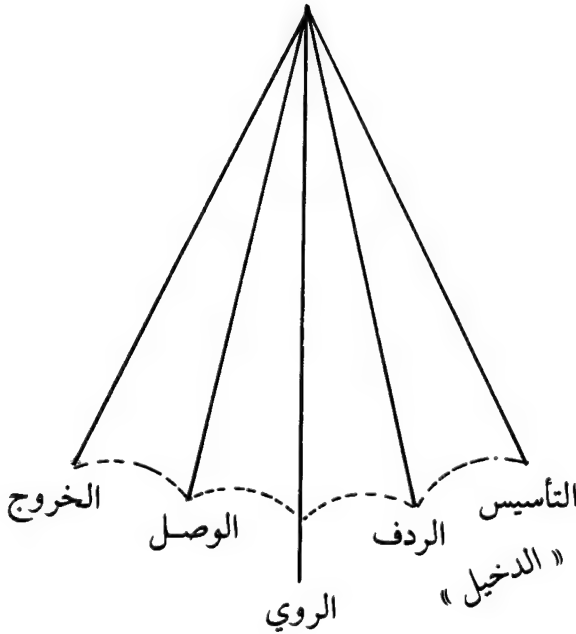 التأسيس
« الدخيل »
الردف
الروي
الوصل
الخروج